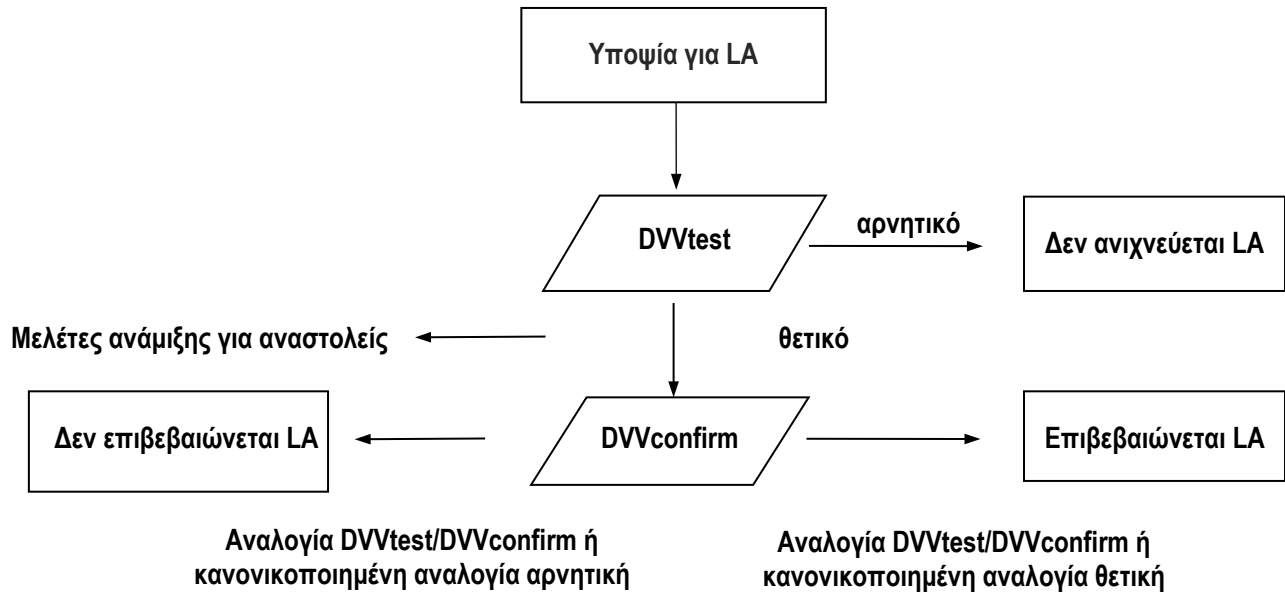 Υποψία για LA
DVVtest
αρνητικό
Δεν ανιχνεύεται LA
Μελέτες ανάμιξης για αναστολείς
θετικό
Δεν επιβεβαιώνεται LA
DVVconfirm
Επιβεβαιώνεται LA
Αναλογία DVVtest/DVVconfirm ή
κανονικοποιημένη αναλογία αρνητική
Αναλογία DVVtest/DVVconfirm ή
κανονικοποιημένη αναλογία θετική